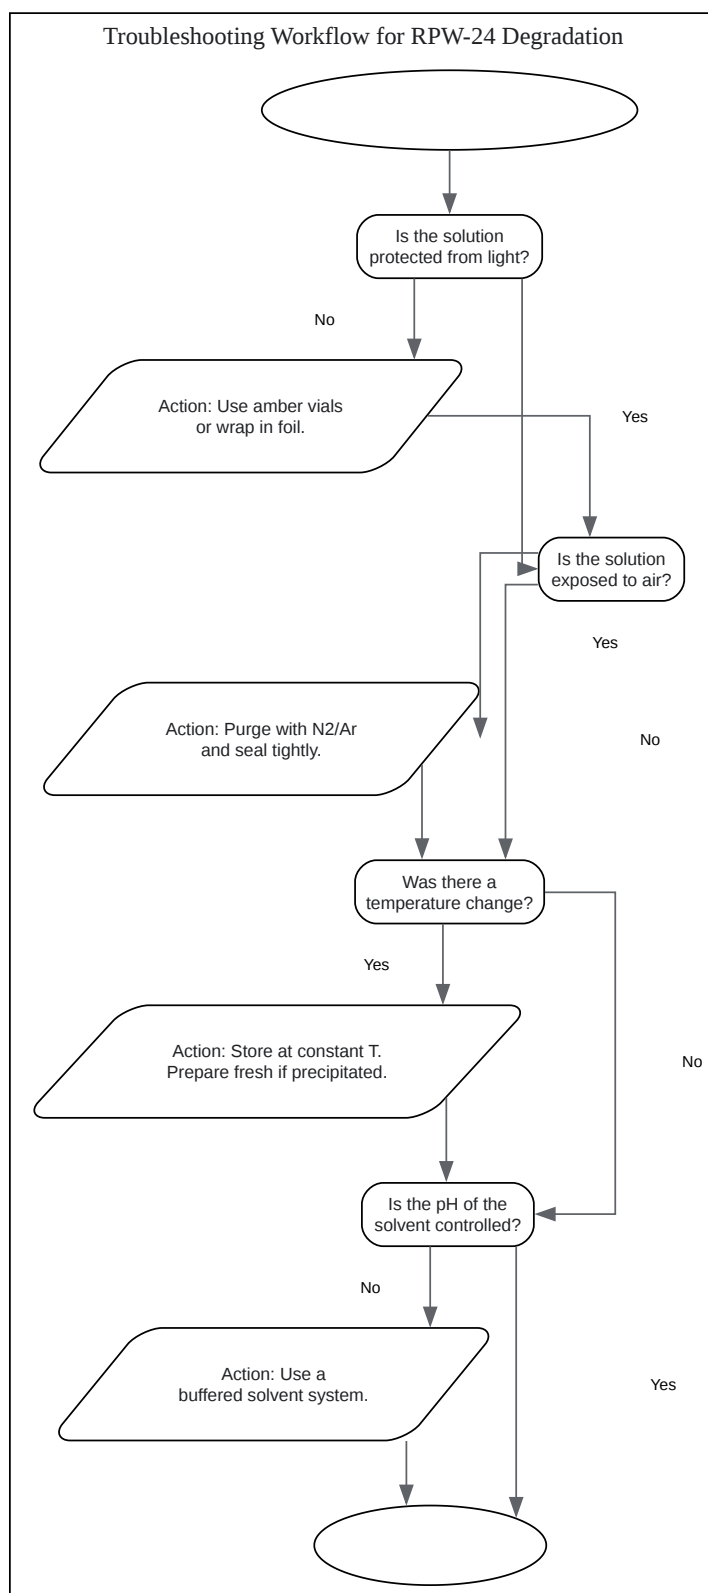 Troubleshooting Workflow for RPW-24 Degradation
Is the solution
protected from light?
No
Action: Use amber vials
or wrap in foil.
Yes
Is the solution
exposed to air?
Yes
Action: Purge with N2/Ar
and seal tightly.
No
Was there a
temperature change?
Yes
Action: Store at constant T.
Prepare fresh if precipitated.
No
Is the pH of the
solvent controlled?
No
Action: Use a
buffered solvent system.
Yes